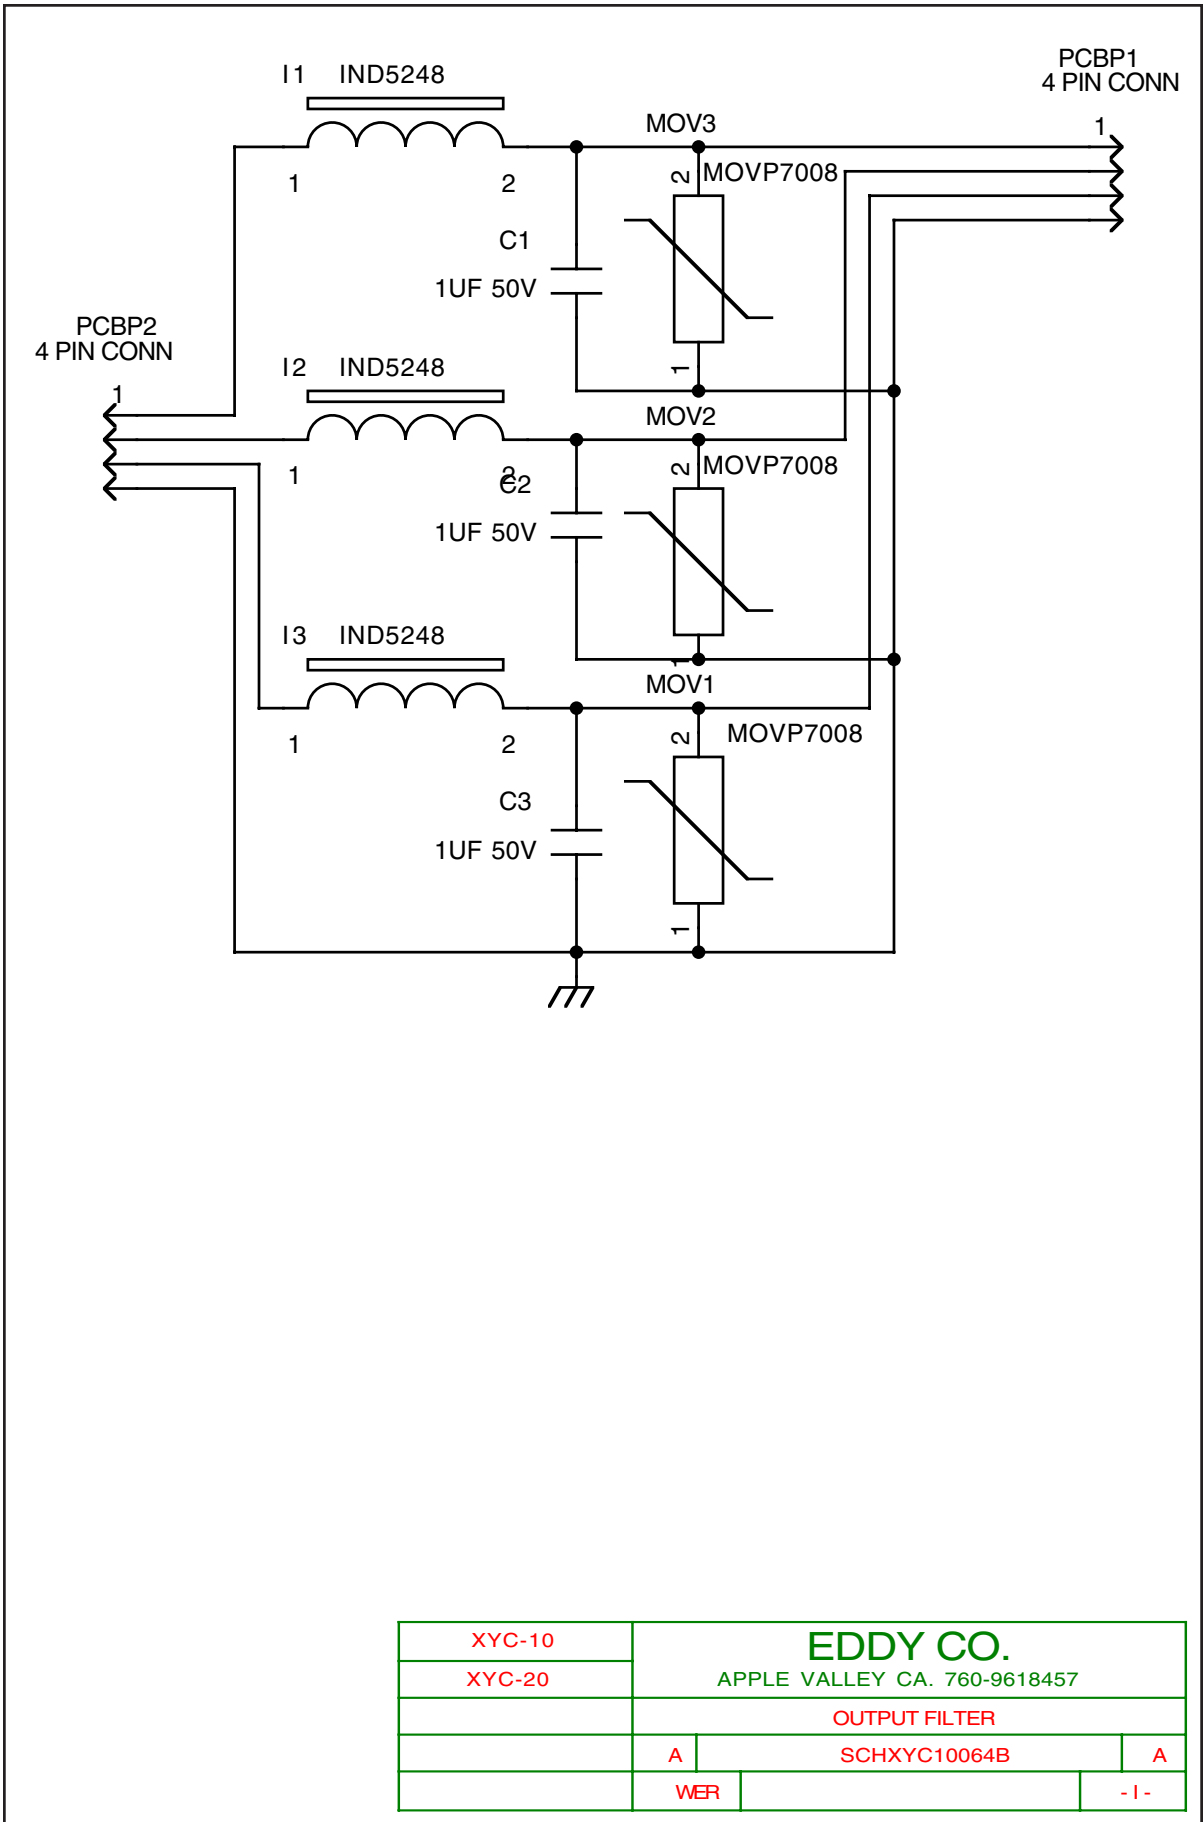 PCBP1
4 PIN CONN
1
I1 IND5248
1 2
MOV3
2 MOVP7008
C1
1UF 50V
1
PCBP2
4 PIN CONN
1
I2 IND5248
1 2
MOV2
2 MOVP7008
C2
1UF 50V
1
I3 IND5248
1 2
MOV1
2 MOVP7008
C3
1UF 50V
1
XYC-10
XYC-20
EDDY CO.
APPLE VALLEY CA. 760-9618457
OUTPUT FILTER
A SCHXYC10064B A
WER -I-